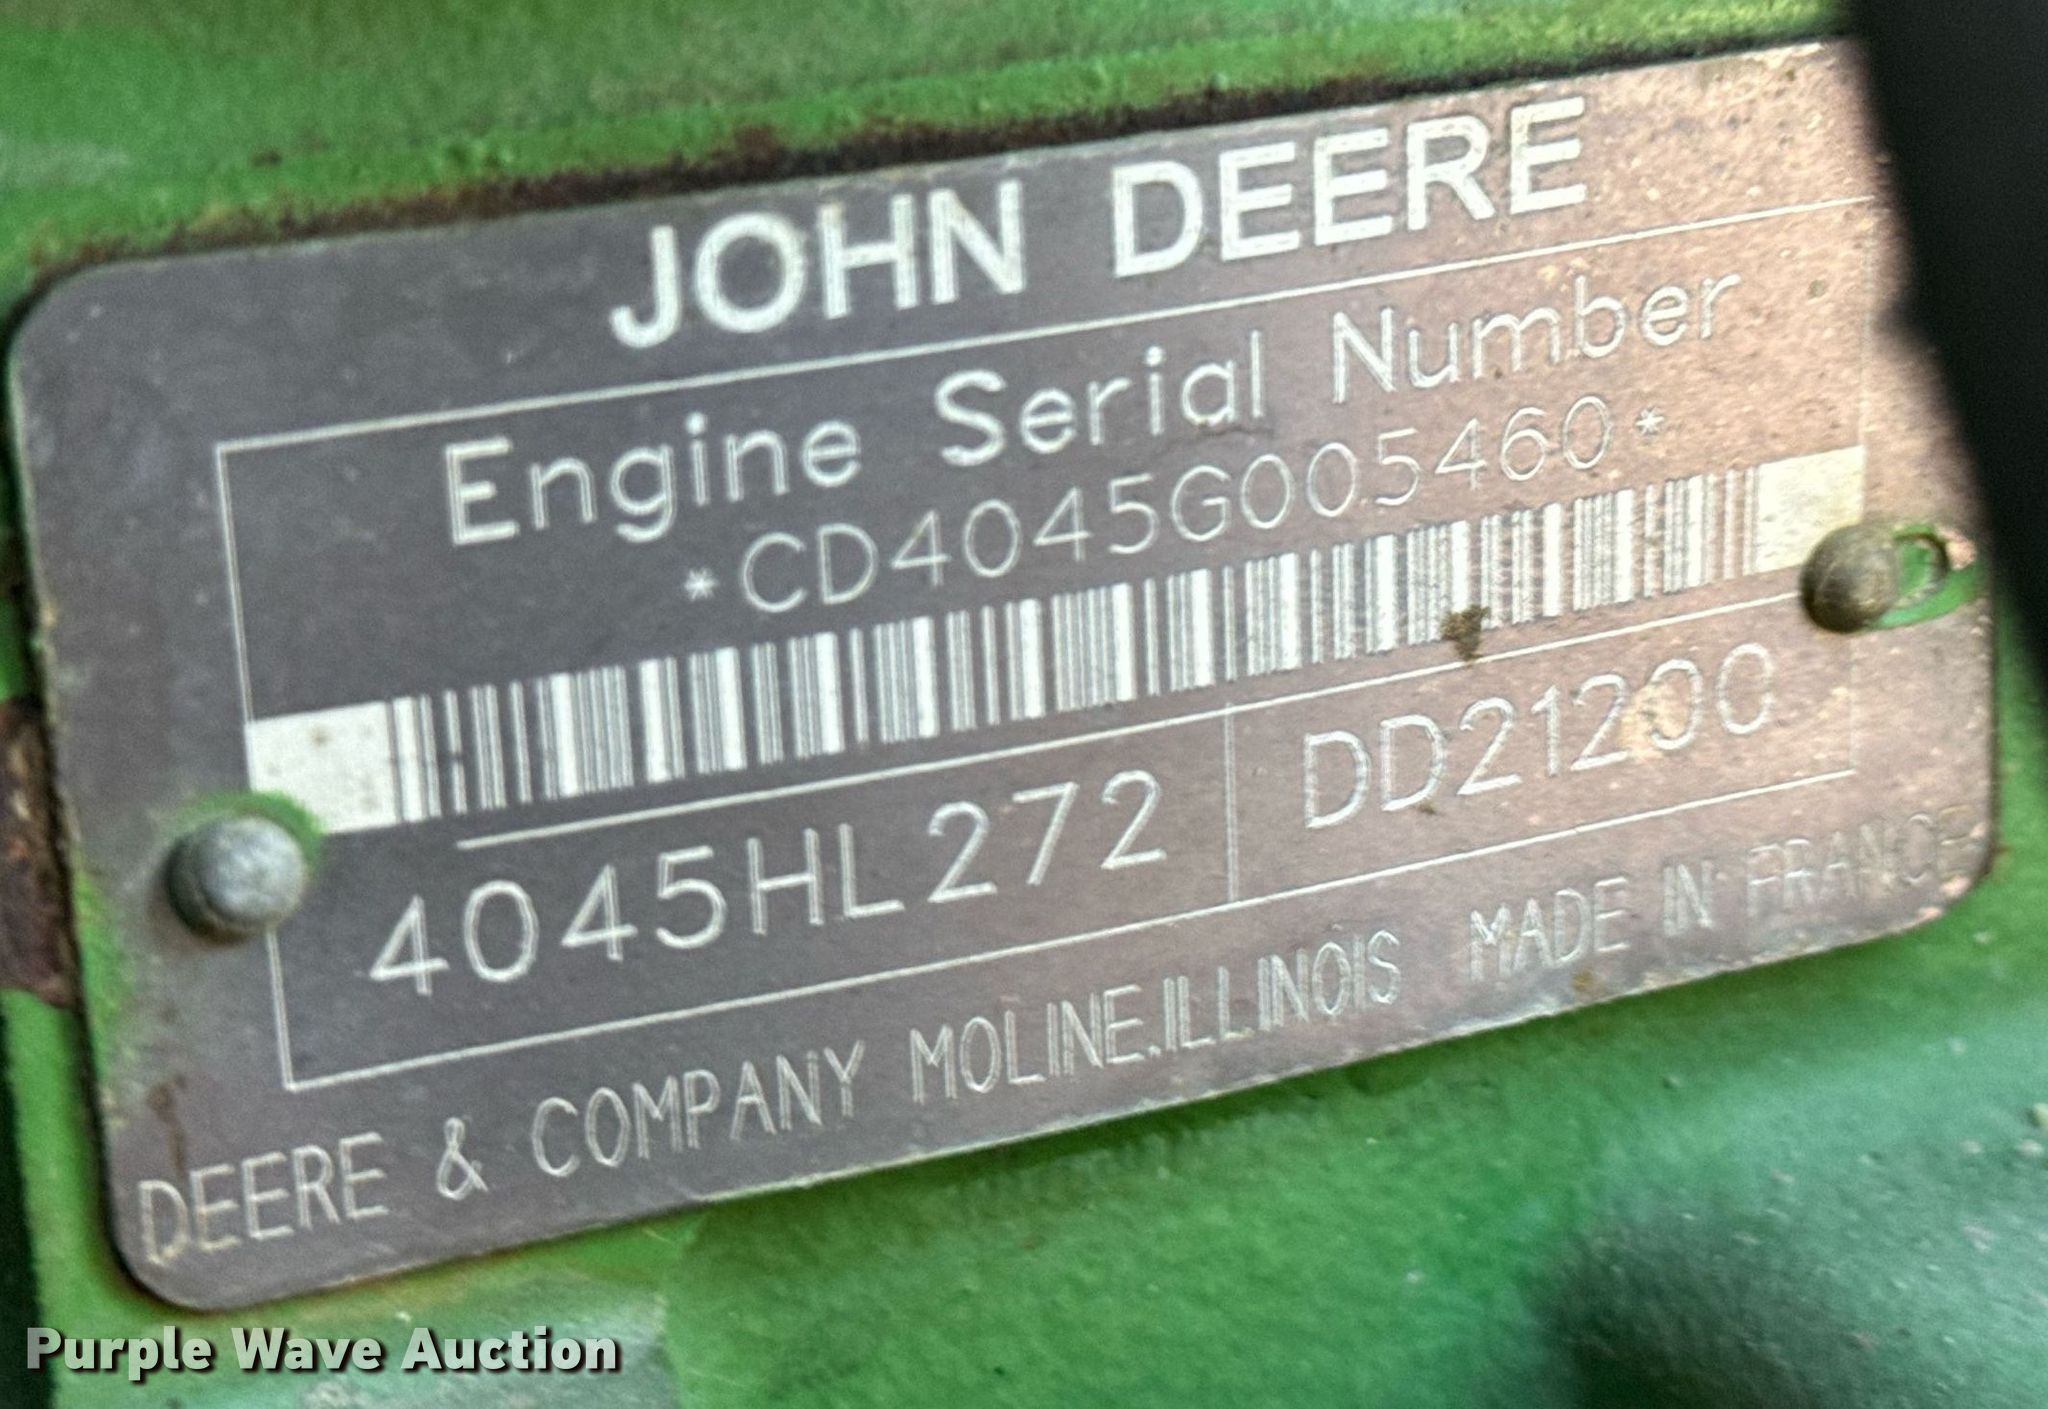 JOHN DEERE
Engine Serial Number
*CD4045G005460*
4045HL272 DD21200
DEERE & COMPANY MOLINE.ILLINOIS MADE IN FRANCE
Purple Wave Auction